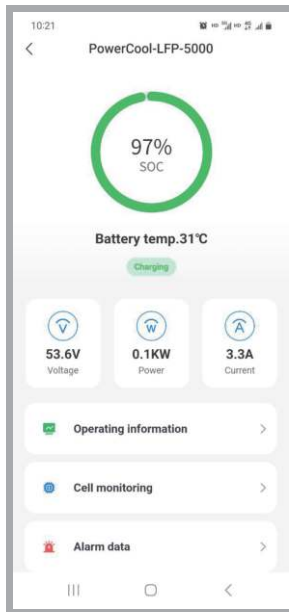 10:21
PowerCool-LFP-5000
97%
SOC
Battery temp.31℃
Charging
53.6V 0.1KW 3.3A
Voltage Power Current
Operating information
Cell monitoring
Alarm data